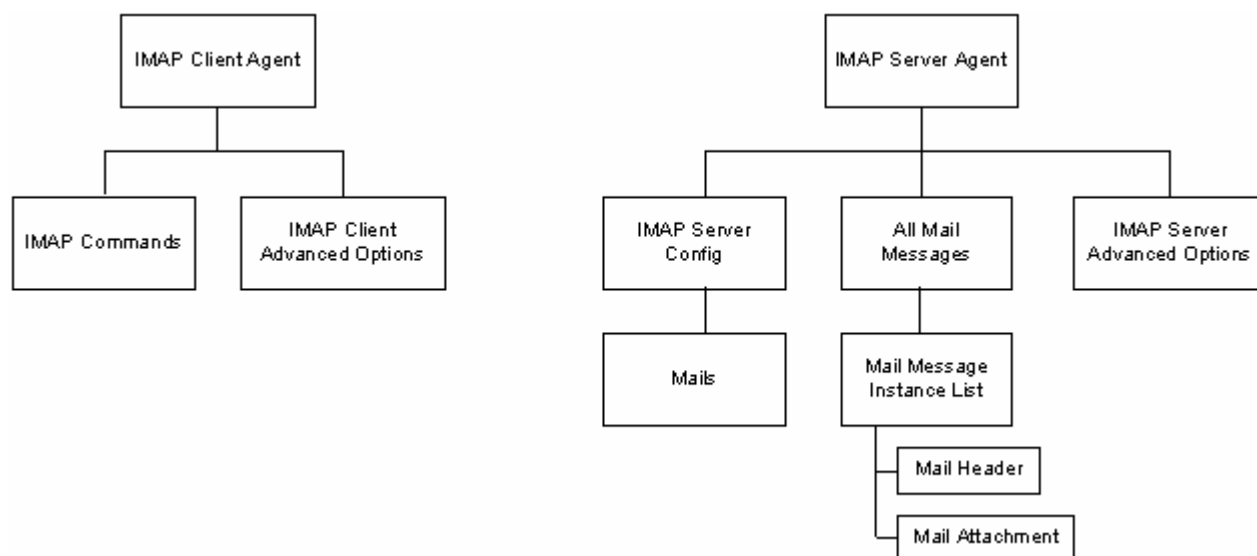 IMAP Client Agent
IMAP Server Agent
IMAP Commands
IMAP Client
Advanced Options
IMAP Server
Config
All Mail
Messages
IMAP Server
Advanced Options
Mails
Mail Message
Instance List
Mail Header
Mail Attachment